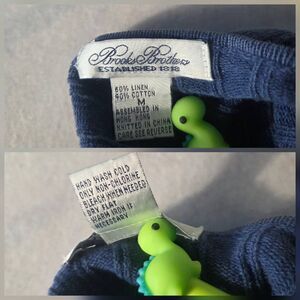 Brooks Brothers
ESTABLISHED 1818
60% LINEN
40% COTTON
M
ASSEMBLED IN
HONG KONG
KNITTED IN CHINA
CARE SEE REVERSE
HAND WASH COLD
ONLY NON-CHLORINE
BLEACH WHEN NEEDED
DRY FLAT
WARM IRON IF
NECESSARY